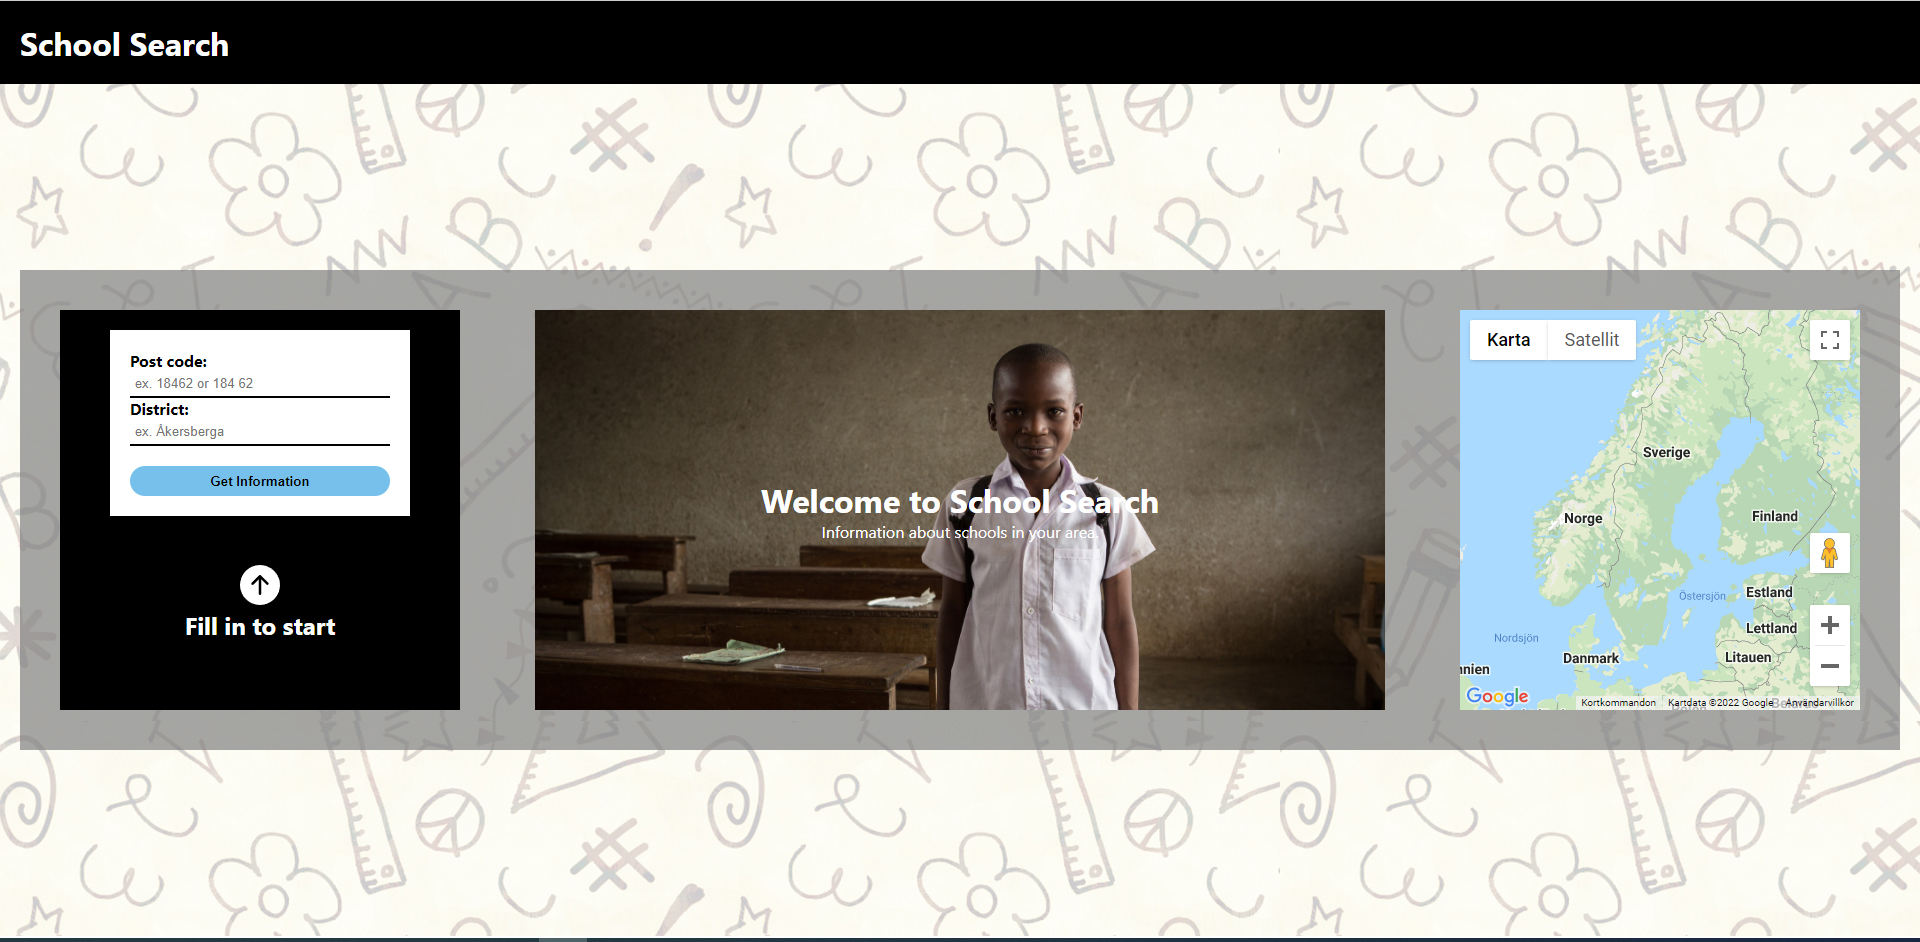 School Search
Post code:
ex. 18462 or 184 62
District:
ex. Åkersberga
Get Information
Fill in to start
Welcome to School Search
Information about schools in your area.
Karta Satellit
Sverige
Norge
Finland
Östersjön
Estland
Nordsjön
Lettland
Danmark
Litauen
nnien
Google
Kortkommandon Kartdata ©2022 Google Användarvillkor